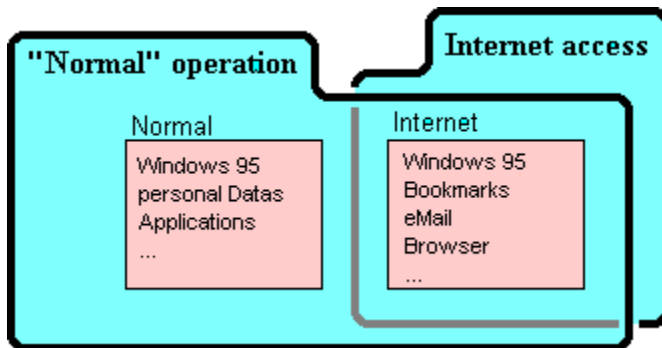 "Normal" operation
Internet access
Normal
Windows 95
personal Datas
Applications
...
Internet
Windows 95
Bookmarks
eMail
Browser
...